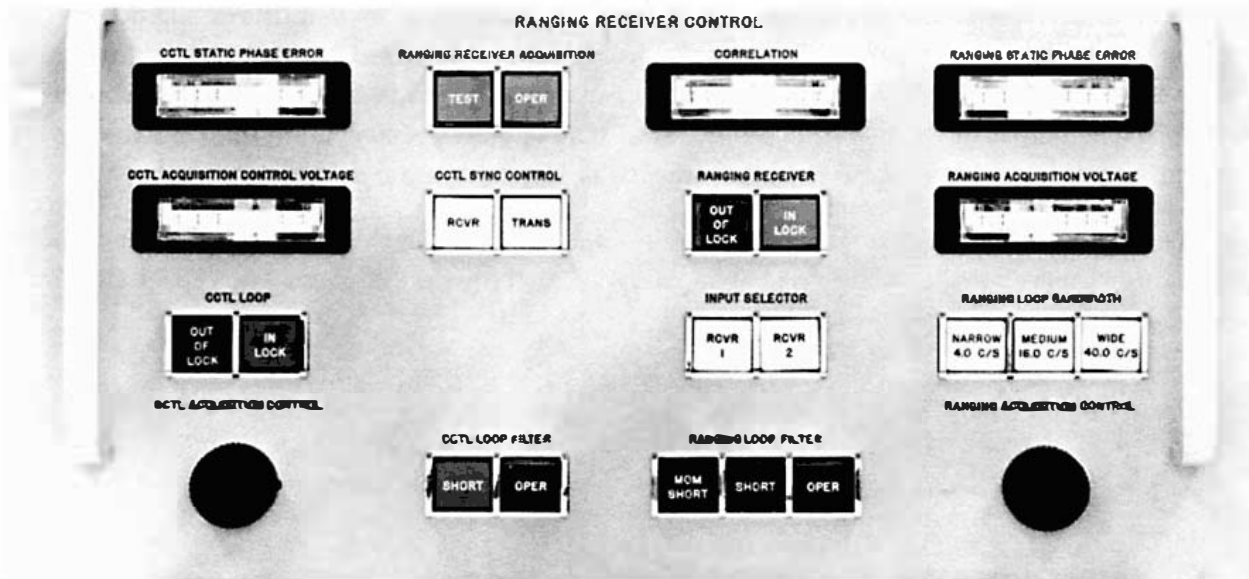 RANGING RECEIVER CONTROL
CCTL STATIC PHASE ERROR
RANGING RECEIVER ACQUISITION
CORRELATION
RANGING STATIC PHASE ERROR
TEST
OPER
CCTL ACQUISITION CONTROL VOLTAGE
CCTL SYNC CONTROL
RANGING RECEIVER
RANGING ACQUISITION VOLTAGE
RCVR
TRANS
OUT
OF
LOCK
IN
LOCK
CCTL LOOP
INPUT SELECTOR
RANGING LOOP BANDWIDTH
OUT
OF
LOCK
IN
LOCK
RCVR
1
RCVR
2
NARROW
4.0 C/S
MEDIUM
16.0 C/S
WIDE
40.0 C/S
CCTL ACQUISITION CONTROL
RANGING ACQUISITION CONTROL
CCTL LOOP FILTER
RANGING LOOP FILTER
SHORT
OPER
MOM
SHORT
SHORT
OPER